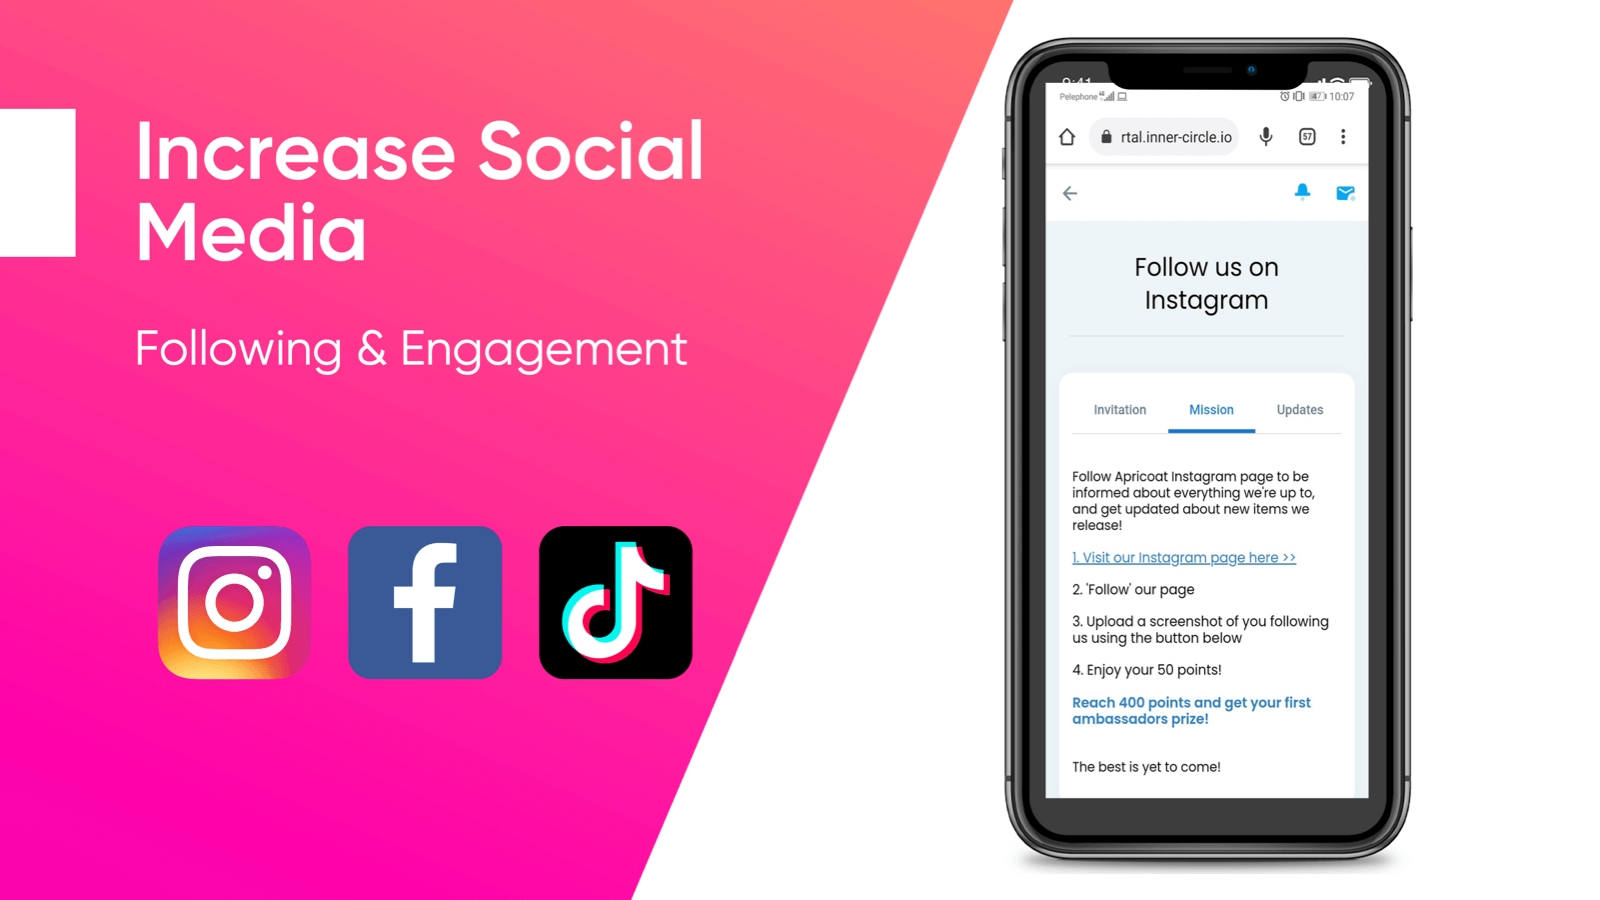 Increase Social
Media
Following & Engagement
9:41
Pelephone 47 10:07
rtal.inner-circle.io 57
Follow us on
Instagram
Invitation Mission Updates
Follow Apricoat Instagram page to be
informed about everything we're up to,
and get updated about new items we
release!
1. Visit our Instagram page here >>
2. 'Follow' our page
3. Upload a screenshot of you following
us using the button below
4. Enjoy your 50 points!
Reach 400 points and get your first
ambassadors prize!
The best is yet to come!